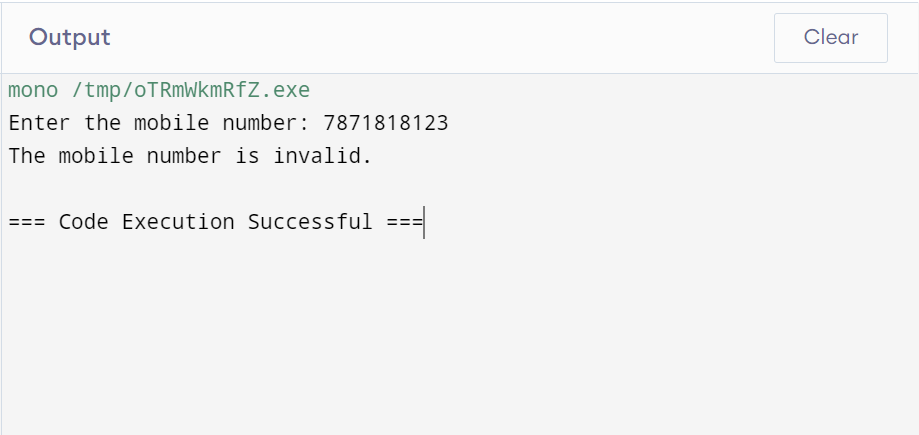 Output
Clear
mono /tmp/oTRmWkmRfZ.exe
Enter the mobile number: 7871818123
The mobile number is invalid.
=== Code Execution Successful ===